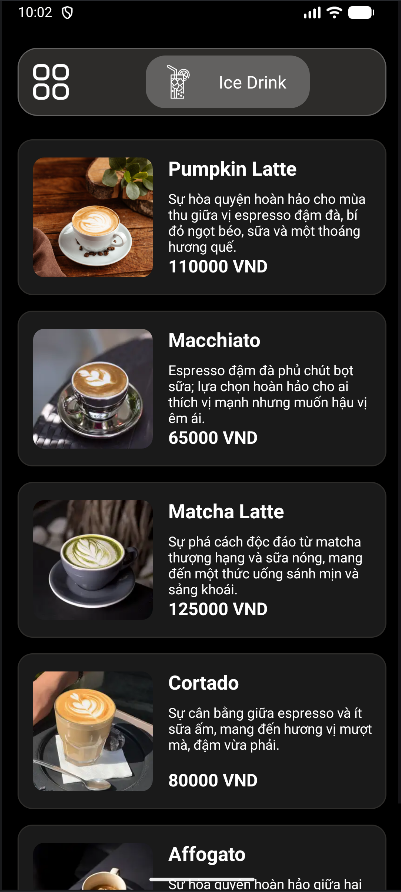 10:02
Ice Drink
Pumpkin Latte
Sự hòa quyện hoàn hảo cho mùa
thu giữa vị espresso đậm đà, bí
đỏ ngọt béo, sữa và một thoáng
hương quế.
110000 VND
Macchiato
Espresso đậm đà phủ chút bọt
sữa; lựa chọn hoàn hảo cho ai
thích vị mạnh nhưng muốn hậu vị
êm ái.
65000 VND
Matcha Latte
Sự phá cách độc đáo từ matcha
thượng hạng và sữa nóng, mang
đến một thức uống sánh mịn và
sảng khoái.
125000 VND
Cortado
Sự cân bằng giữa espresso và ít
sữa ấm, mang đến hương vị mượt
mà, đậm vừa phải.
80000 VND
Affogato
Sự hòa quyện hoàn hảo giữa hai